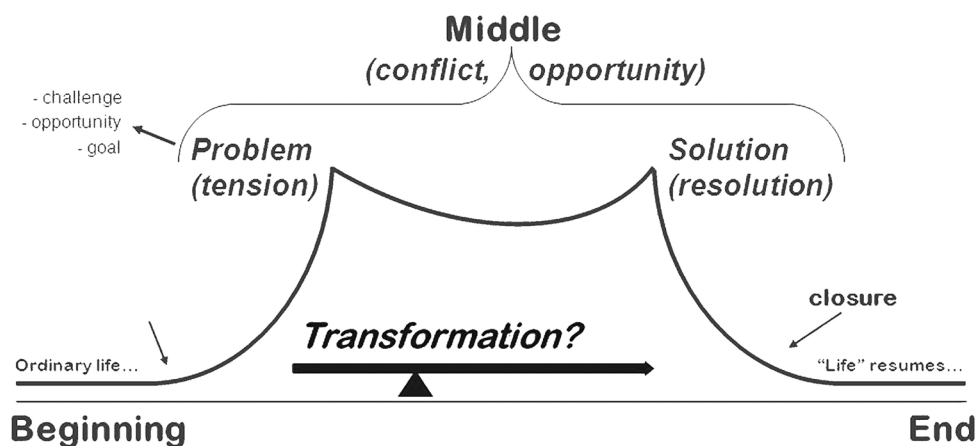 Middle
(conflict, opportunity)
- challenge
- opportunity
- goal
Problem
(tension)
Solution
(resolution)
closure
Transformation?
Ordinary life...
“Life” resumes...
Beginning
End